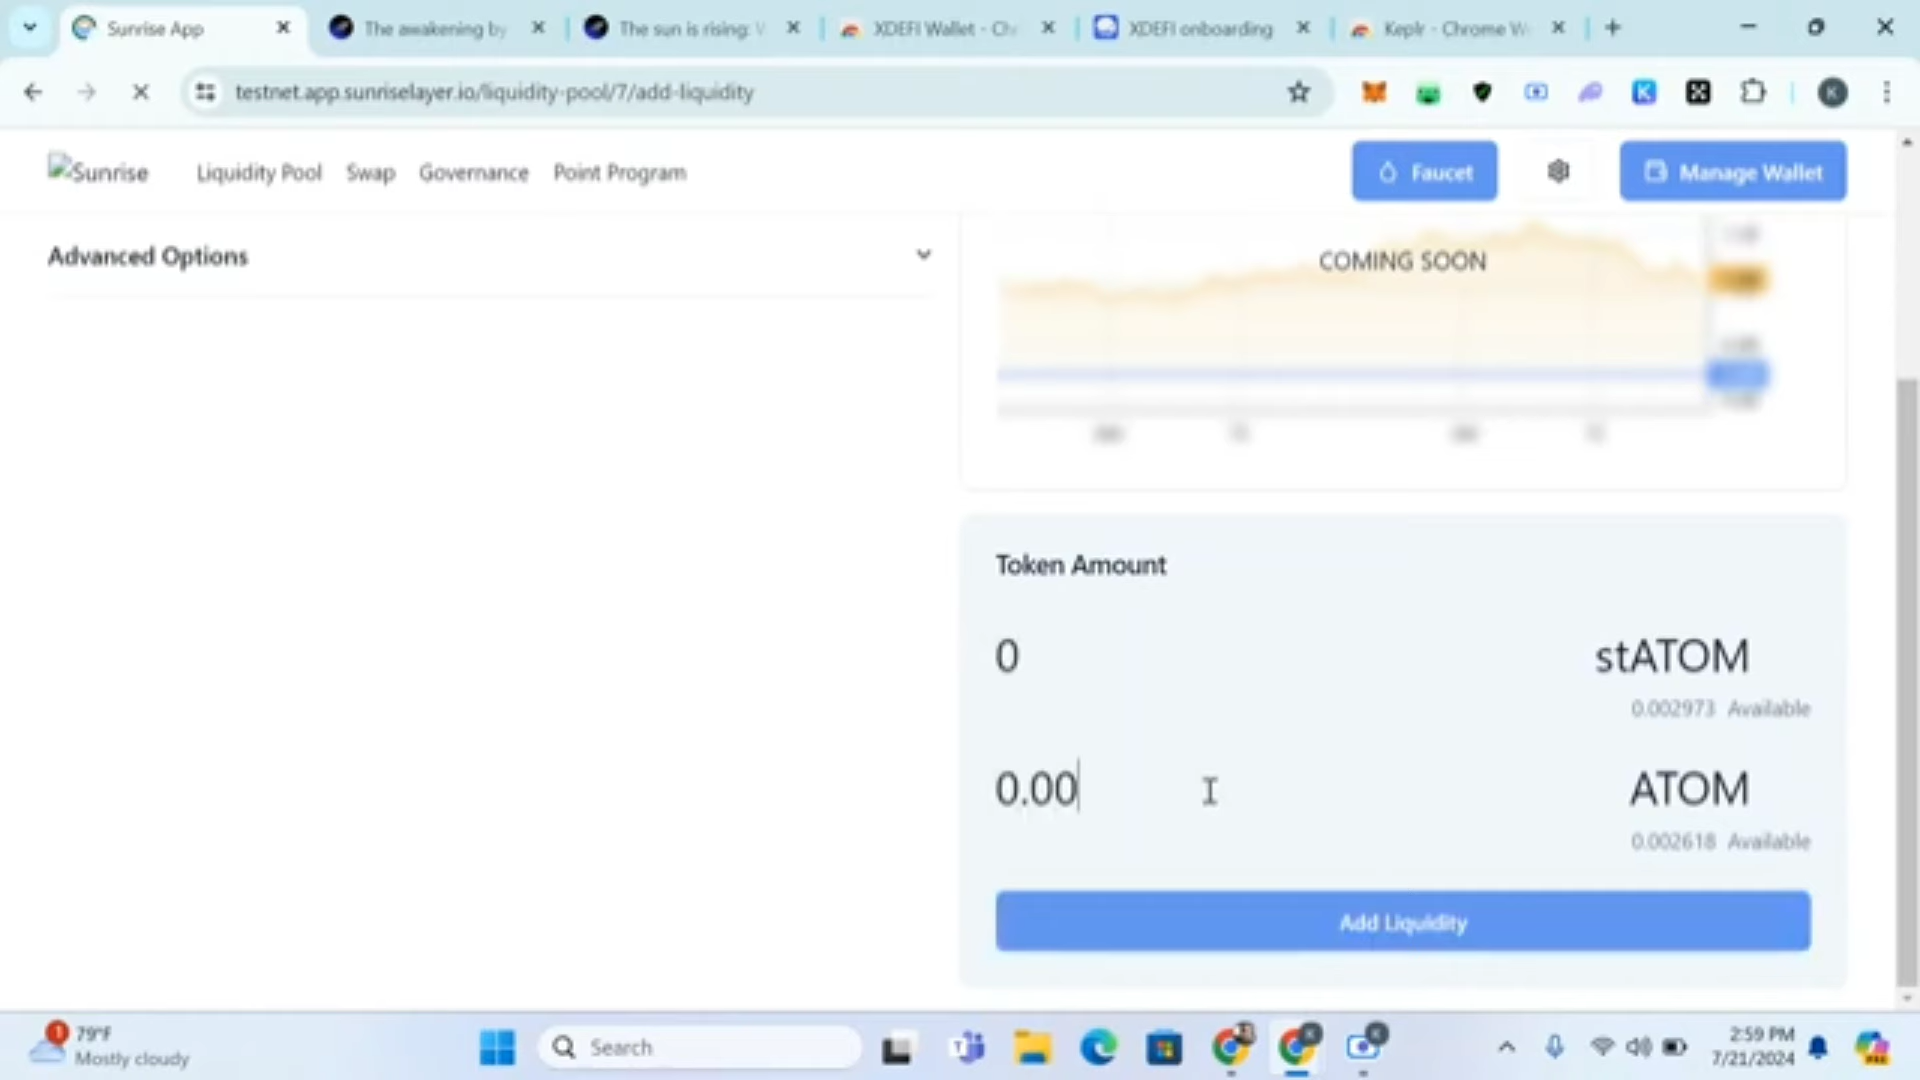 Sunrise App
The awakening by
The sun is rising: V
XDEFI Wallet - Ch
XDEFI onboarding
Keplr - Chrome W
testnet.app.sunriselayer.io/liquidity-pool/7/add-liquidity
Sunrise
Liquidity Pool
Swap
Governance
Point Program
Faucet
Manage Wallet
Advanced Options
COMING SOON
Token Amount
0
stATOM
0.002973 Available
0.00
ATOM
0.002618 Available
Add Liquidity
1
79°F
Mostly cloudy
Search
2:59 PM
7/21/2024